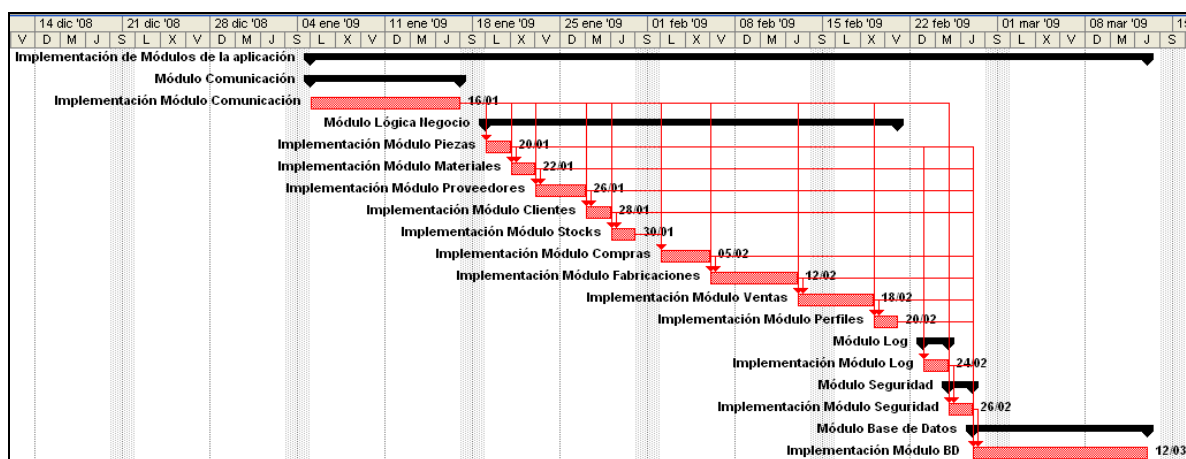 14 dic '08 21 dic '08 28 dic '08 04 ene '09 11 ene '09 18 ene '09 25 ene '09 01 feb '09 08 feb '09 15 feb '09 22 feb '09 01 mar '09 08 mar '09 1
V D M J S L X V D M J S L X V D M J S L X V D M J S L X V D M J S L X V D M J S
Implementación de Módulos de la aplicación
Módulo Comunicación
Implementación Módulo Comunicación 16/01
Módulo Lógica Negocio
Implementación Módulo Piezas 20/01
Implementación Módulo Materiales 22/01
Implementación Módulo Proveedores 26/01
Implementación Módulo Clientes 28/01
Implementación Módulo Stocks 30/01
Implementación Módulo Compras 05/02
Implementación Módulo Fabricaciones 12/02
Implementación Módulo Ventas 18/02
Implementación Módulo Perfiles 20/02
Módulo Log
Implementación Módulo Log 24/02
Módulo Seguridad
Implementación Módulo Seguridad 26/02
Módulo Base de Datos
Implementación Módulo BD 12/03